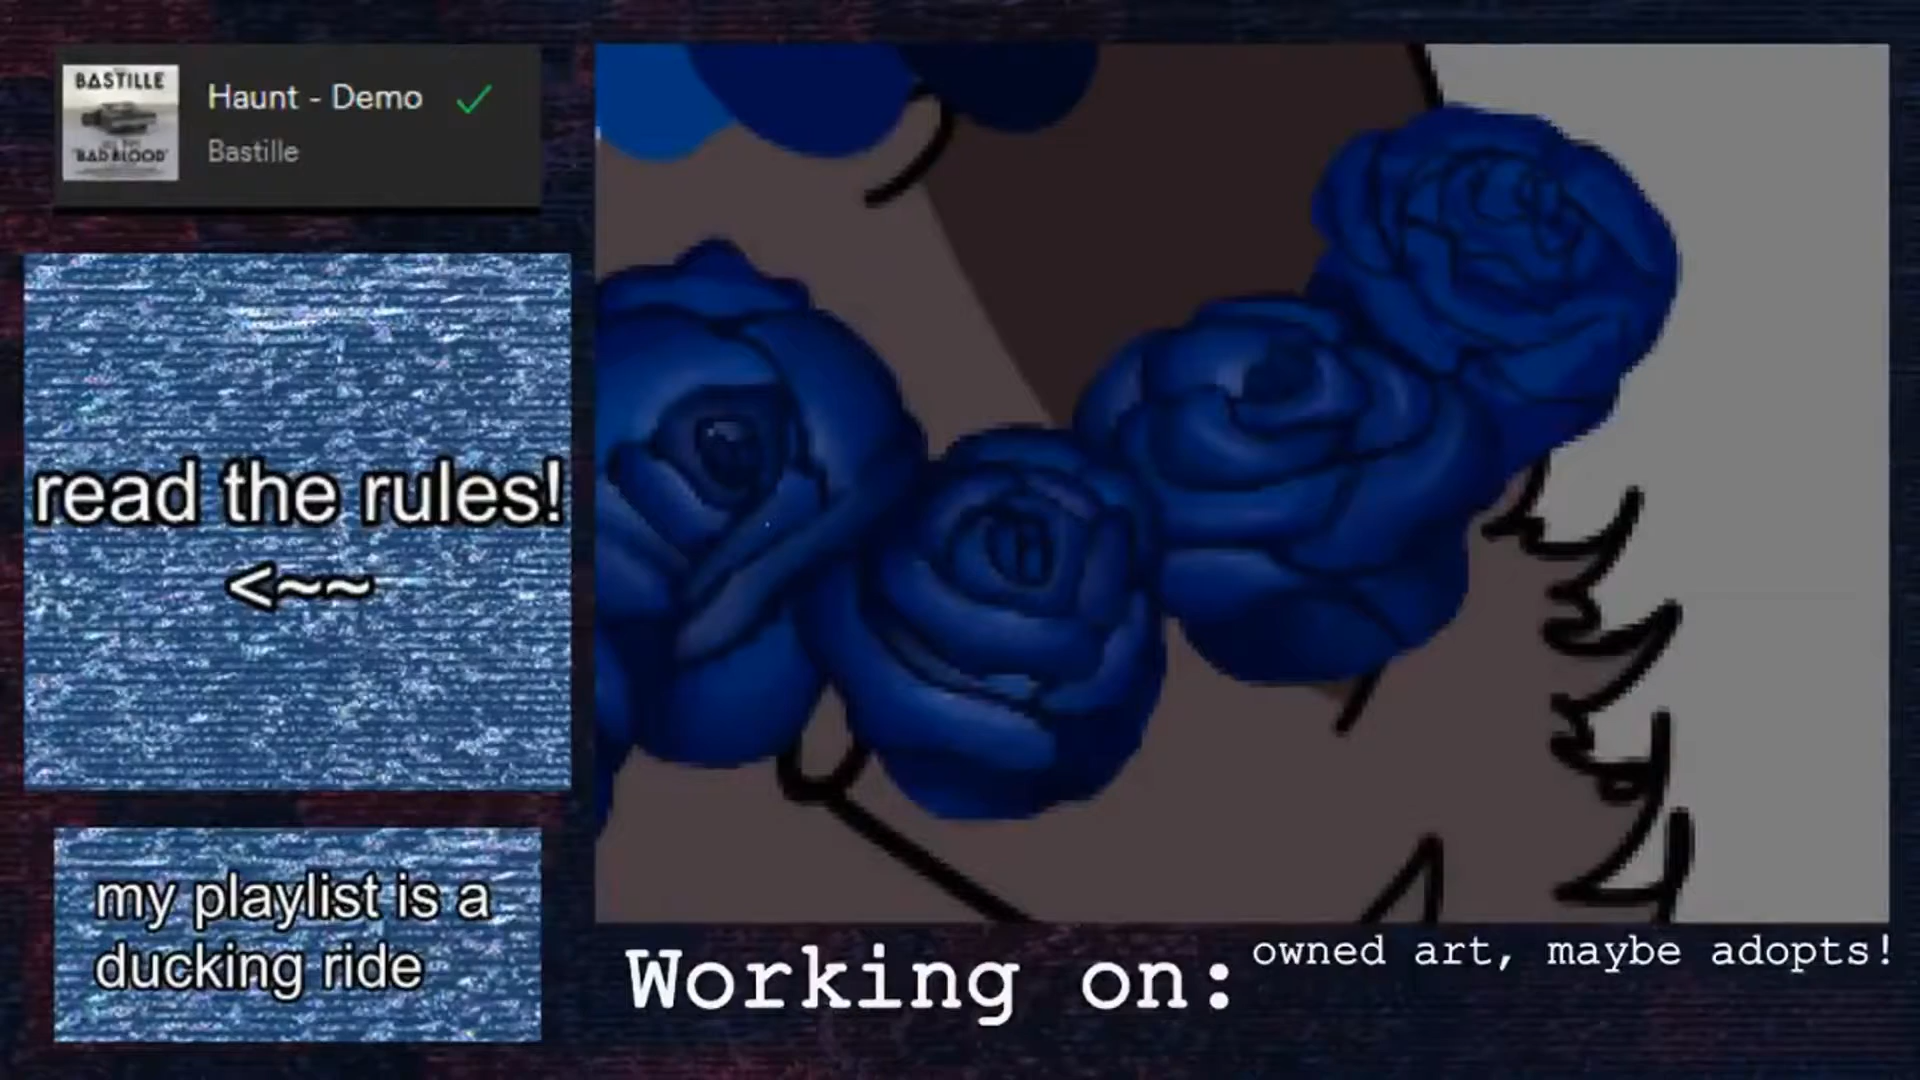 BASTILLE
"BAD BLOOD"
Haunt - Demo
Bastille
read the rules!
<~~
my playlist is a
ducking ride
Working on:
owned art, maybe adopts!